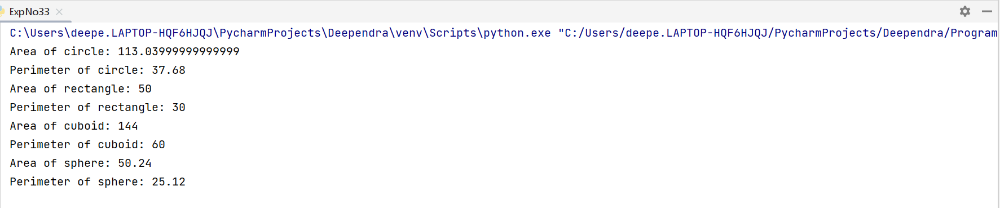 ExpNo33
C:\Users\deepe.LAPTOP-HQF6HJQJ\PycharmProjects\Deependra\venv\Scripts\python.exe "C:/Users/deepe.LAPTOP-HQF6HJQJ/PycharmProjects/Deependra/Program
Area of circle: 113.03999999999999
Perimeter of circle: 37.68
Area of rectangle: 50
Perimeter of rectangle: 30
Area of cuboid: 144
Perimeter of cuboid: 60
Area of sphere: 50.24
Perimeter of sphere: 25.12